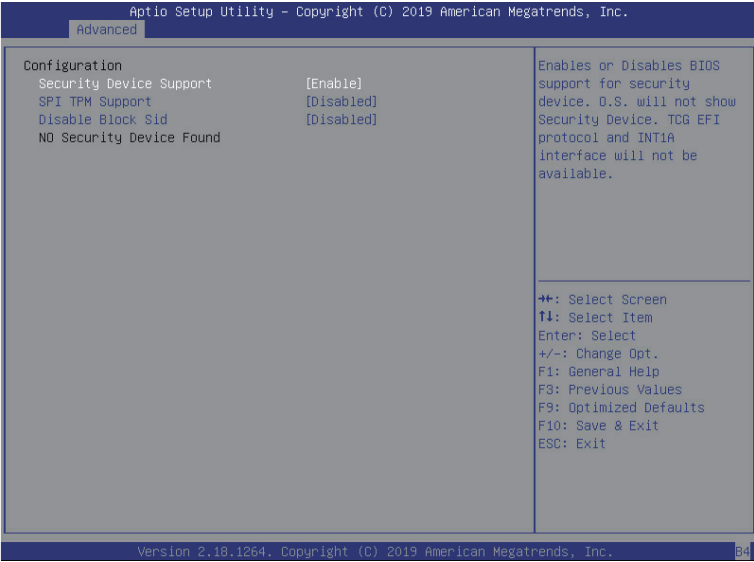 Aptio Setup Utility – Copyright (C) 2019 American Megatrends, Inc.
Advanced
Configuration
Security Device Support [Enable]
SPI TPM Support [Disabled]
Disable Block Sid [Disabled]
NO Security Device Found
Enables or Disables BIOS
support for security
device. O.S. will not show
Security Device. TCG EFI
protocol and INT1A
interface will not be
available.
→←: Select Screen
↑↓: Select Item
Enter: Select
+/-: Change Opt.
F1: General Help
F3: Previous Values
F9: Optimized Defaults
F10: Save & Exit
ESC: Exit
Version 2.18.1264. Copyright (C) 2019 American Megatrends, Inc.
B4